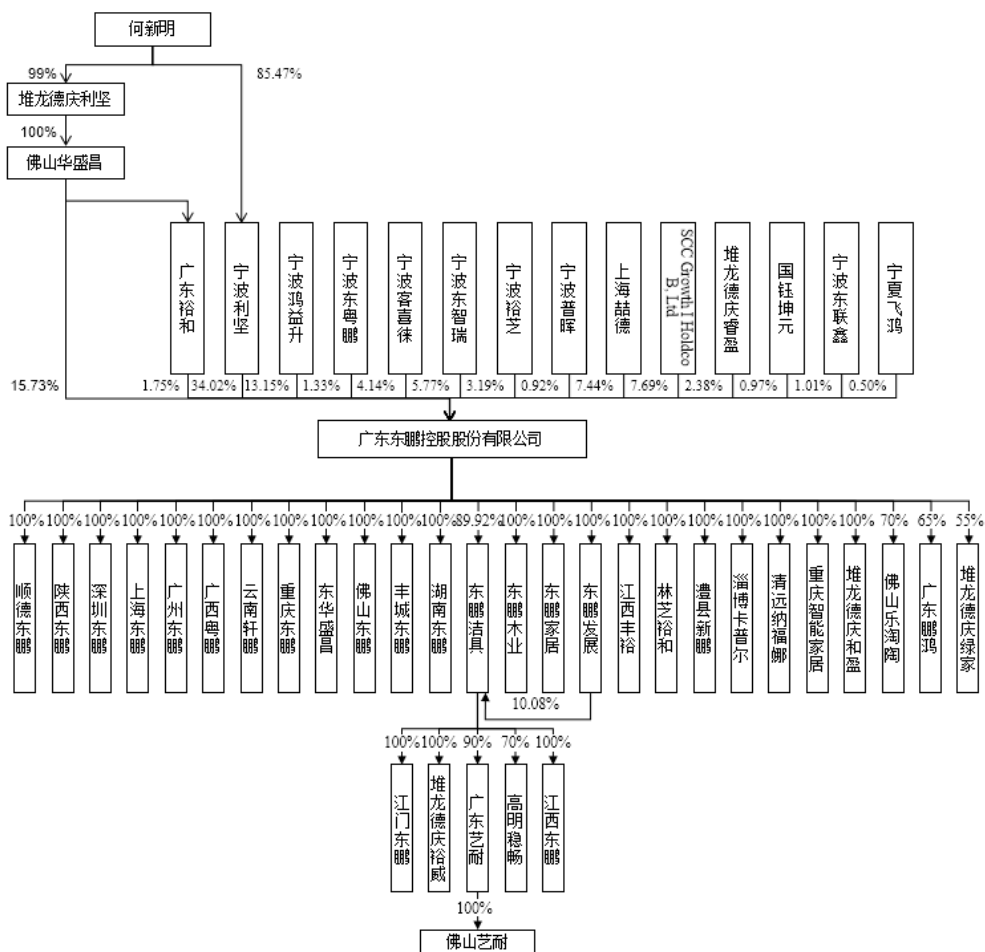 何新明
99%
85.47%
堆龙德庆利坚
100%
佛山华盛昌
广东裕和
宁波利坚
宁波鸿益升
宁波东粤鹏
宁波客喜徕
宁波东智瑞
宁波裕芝
宁波普晖
上海喆德
SCC Growth I Holdco B, Ltd
堆龙德庆睿盈
国钰坤元
宁波东联鑫
宁夏飞鸿
15.73%
1.75%
34.02%
13.15%
1.33%
4.14%
5.77%
3.19%
0.92%
7.44%
7.69%
2.38%
0.97%
1.01%
0.50%
广东东鹏控股股份有限公司
100%
100%
100%
100%
100%
100%
100%
100%
100%
100%
100%
100%
89.92%
100%
100%
100%
100%
100%
100%
100%
100%
100%
100%
70%
65%
55%
顺德东鹏
陕西东鹏
深圳东鹏
上海东鹏
广州东鹏
广西粤鹏
云南轩鹏
重庆东鹏
东华盛昌
佛山东鹏
丰城东鹏
湖南东鹏
东鹏洁具
东鹏木业
东鹏家居
东鹏发展
江西丰裕
林芝裕和
澧县新鹏
淄博卡普尔
清远纳福娜
重庆智能家居
堆龙德庆和盈
佛山乐淘陶
广东鹏鸿
堆龙德庆绿家
10.08%
100%
100%
90%
70%
100%
江门东鹏
堆龙德庆裕威
广东艺耐
高明稳畅
江西东鹏
100%
佛山艺耐